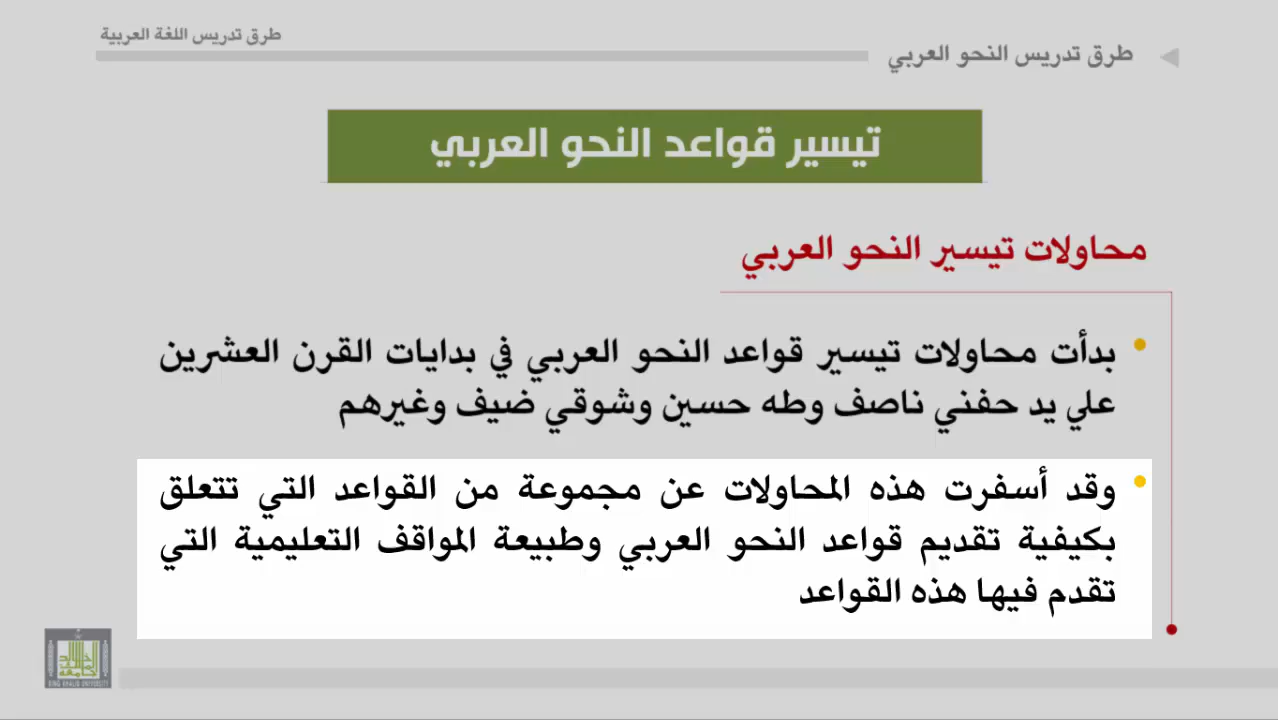 طرق تدريس اللغة العربية
طرق تدريس النحو العربي
تيسير قواعد النحو العربي
محاولات تيسير النحو العربي
• بدأت محاولات تيسير قواعد النحو العربي في بدايات القرن العشرين
علي يد حفني ناصف وطه حسين وشوقي ضيف وغيرهم
• وقد أسفرت هذه المحاولات عن مجموعة من القواعد التي تتعلق
بكيفية تقديم قواعد النحو العربي وطبيعة المواقف التعليمية التي
تقدم فيها هذه القواعد
KING KHALID UNIVERSITY